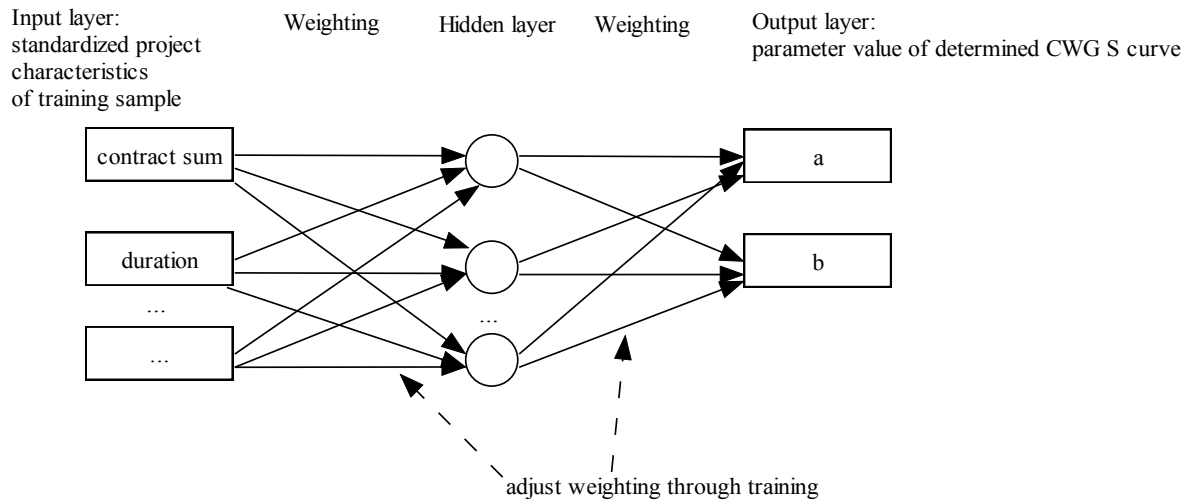 Input layer:
standardized project
characteristics
of training sample
Weighting
Hidden layer
Weighting
Output layer:
parameter value of determined CWG S curve
contract sum
a
duration
b
...
...
...
adjust weighting through training